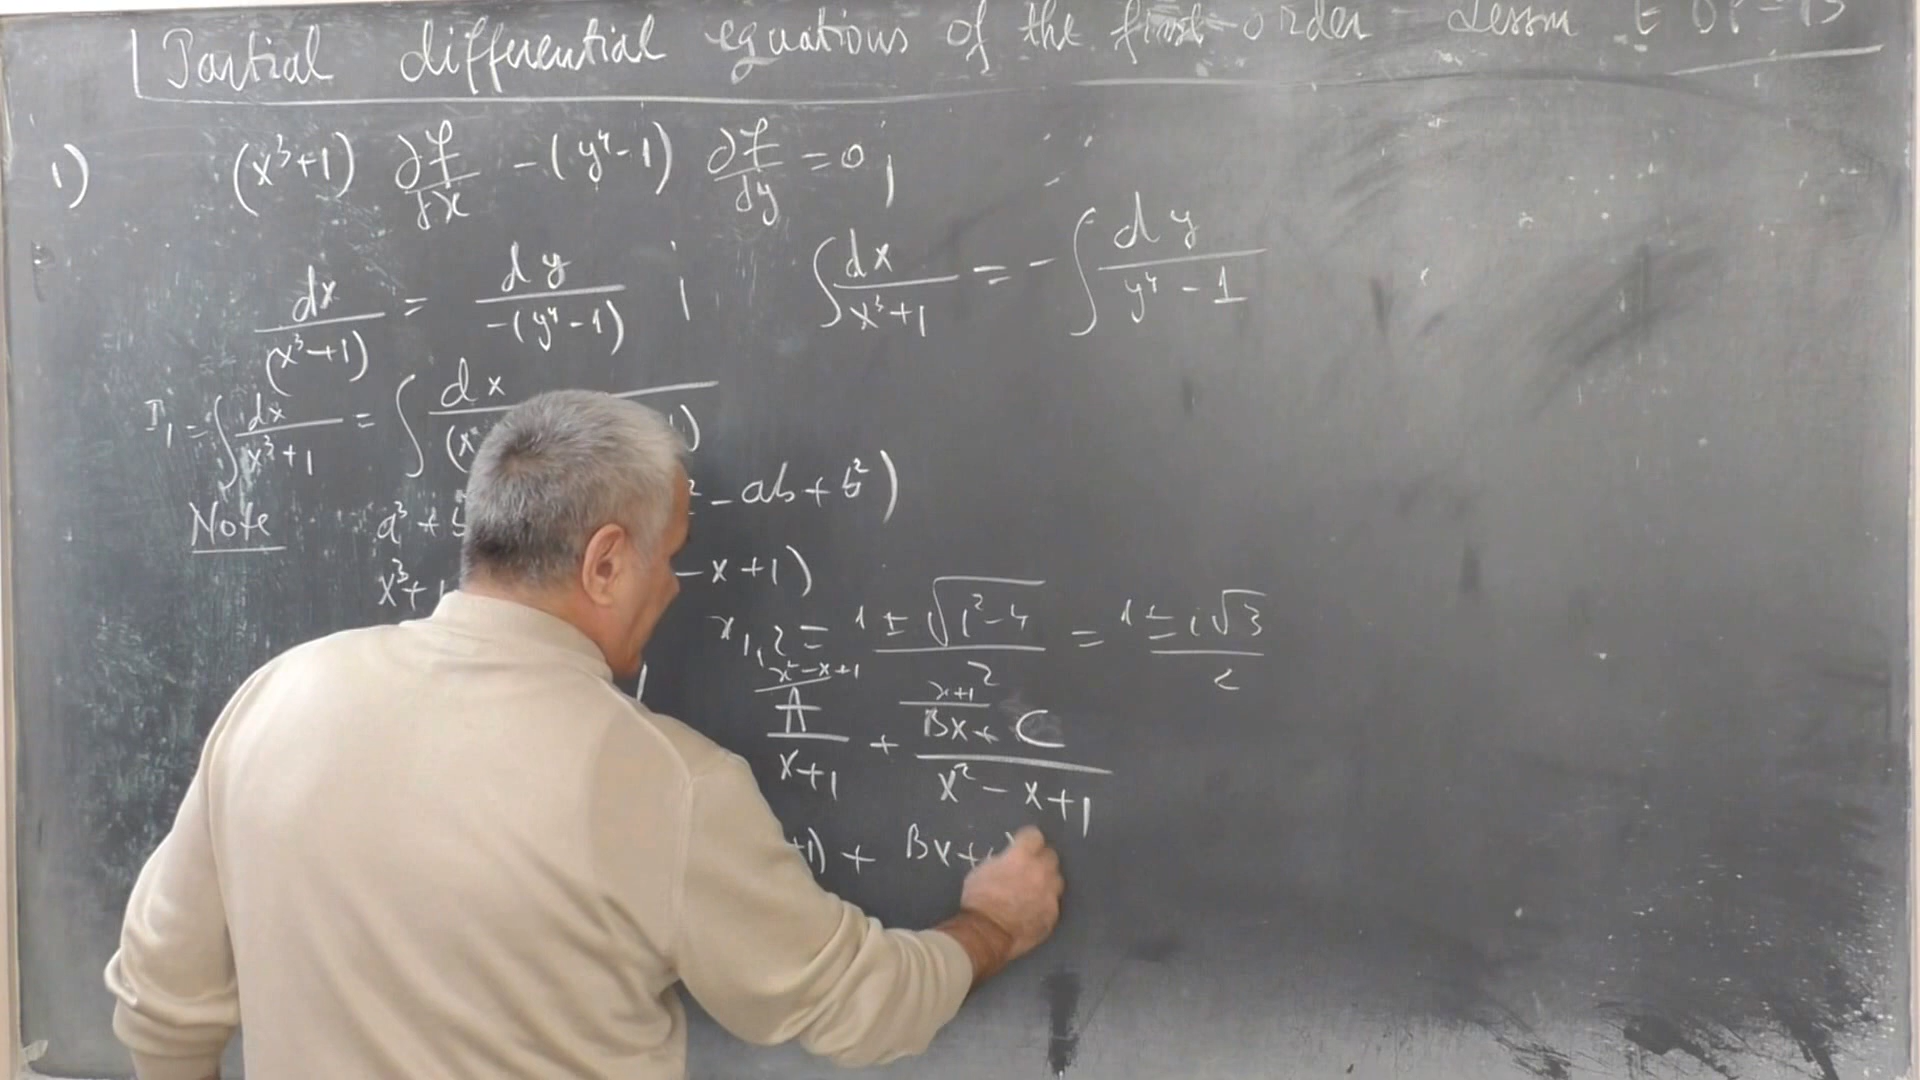 Partial differential equations of the first order - Lesson
1) (x³+1) ∂f/∂x - (y⁴-1) ∂f/∂y = 0 ;
dx/(x³+1) = dy/-(y⁴-1) ; ∫ dx/x³+1 = - ∫ dy/y⁴-1
I₁ = ∫ dx/x³+1 = ∫ dx/(x 1)
Note a³+b ² - ab + b²)
x³+1 - x + 1)
x₁,₂ = 1 ± √1²-4 / 2 = 1 ± i√3 / 2
x²-x+1 x+1
A/x+1 + Bx+C/x²-x+1
+1) + Bx+